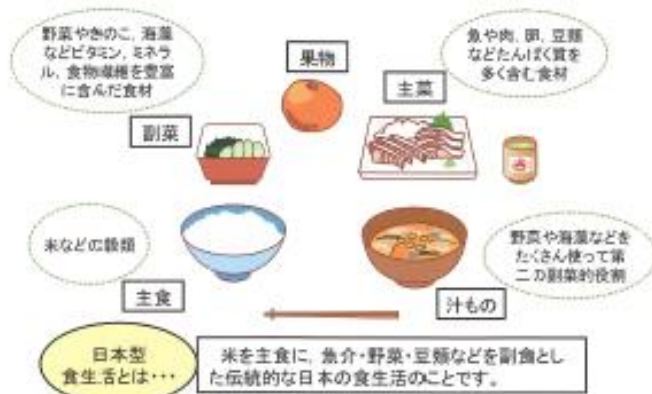 野菜やきのこ、海藻
などビタミン、ミネラ
ル、食物繊維を豊富
に含んだ食材
果物
魚や肉、卵、豆類
などたんぱく質を
多く含む食材
主菜
副菜
米などの穀類
野菜や海藻などを
たくさん使って第
二の副菜的役割
主食
汁もの
日本型
食生活とは・・・
米を主食に、魚介・野菜・豆類などを副食とし
た伝統的な日本の食生活のことです。